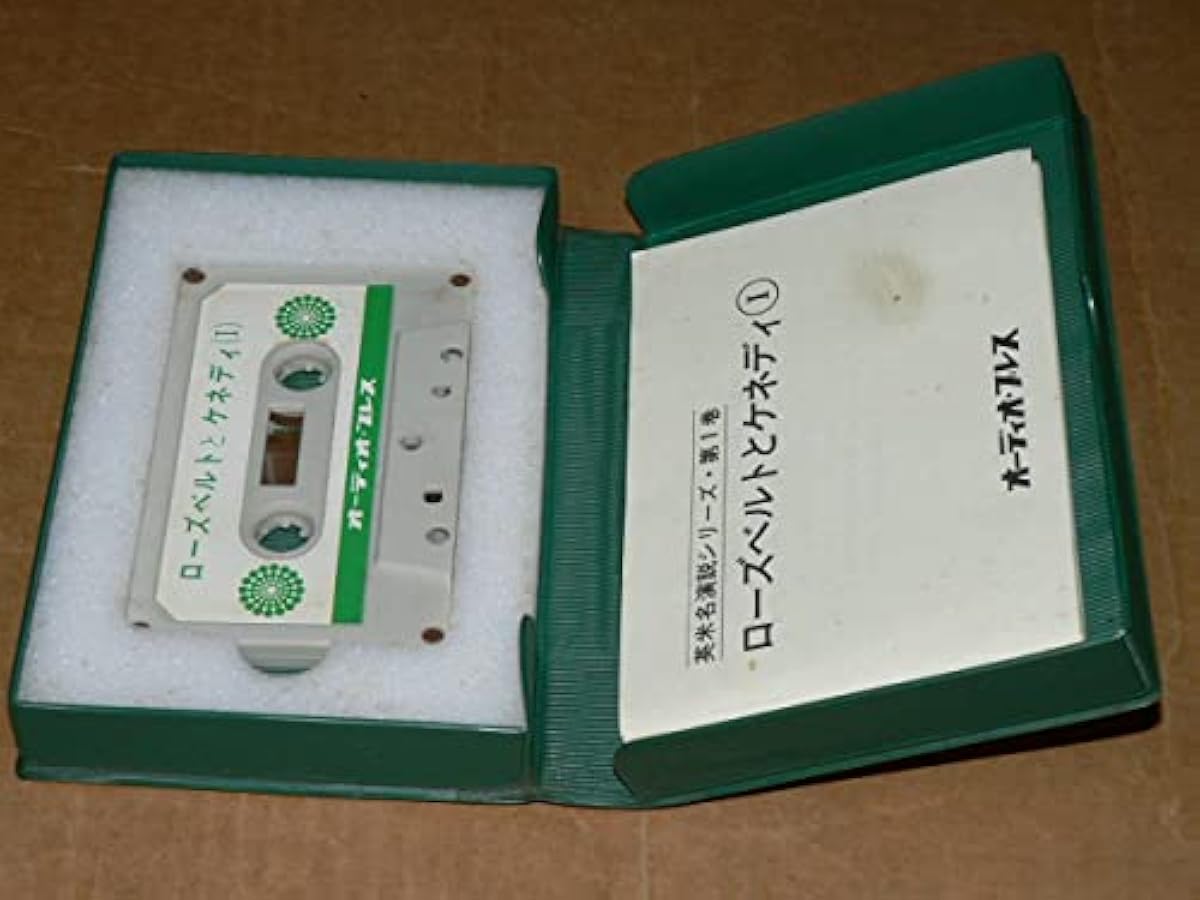 ローズベルトとケネディ(I)
オーディオ・プレス
英米名演説シリーズ・第1巻
ローズベルトとケネディ①
オーディオ・プレス